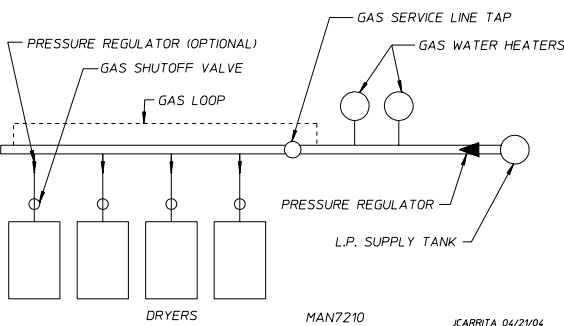 GAS SERVICE LINE TAP
PRESSURE REGULATOR (OPTIONAL)
GAS WATER HEATERS
GAS SHUTOFF VALVE
GAS LOOP
PRESSURE REGULATOR
L.P. SUPPLY TANK
DRYERS
MAN7210
JCARRITA 04/21/04